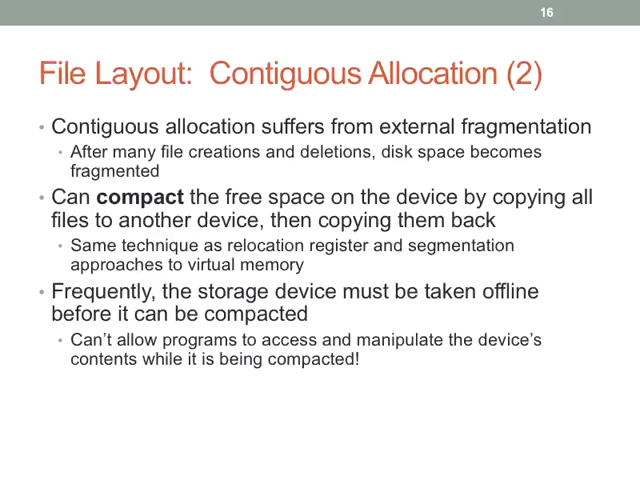 16
File Layout: Contiguous Allocation (2)
• Contiguous allocation suffers from external fragmentation
• After many file creations and deletions, disk space becomes
fragmented
• Can compact the free space on the device by copying all
files to another device, then copying them back
• Same technique as relocation register and segmentation
approaches to virtual memory
• Frequently, the storage device must be taken offline
before it can be compacted
• Can’t allow programs to access and manipulate the device’s
contents while it is being compacted!